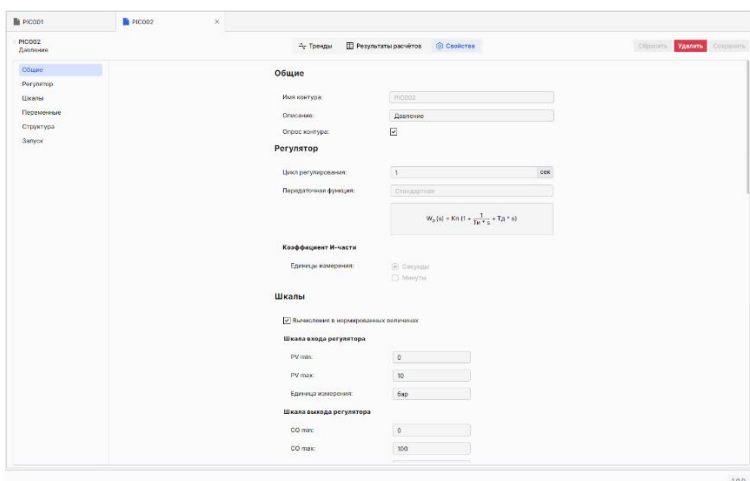 PIC001
PIC002
PIC002
Давление
Тренды
Результаты расчётов
Свойства
Сбросить
Удалить
Сохранить
Общие
Регулятор
Шкалы
Переменные
Структура
Запуск
Общие
Имя контура:
PIC002
Описание:
Давление
Опрос контура:
Регулятор
Цикл регулирования:
1
сек
Передаточная функция:
Стандартная
Коэффициент И-части
Единицы измерения:
Секунды
Минуты
Шкалы
Вычисления в нормированных величинах
Шкала входа регулятора
PV min:
0
PV max:
10
Единица измерения:
бар
Шкала выхода регулятора
CO min:
0
CO max:
100